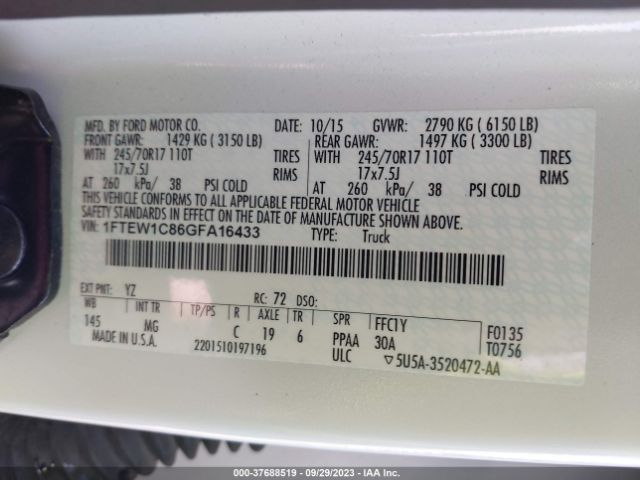 MFD. BY FORD MOTOR CO. DATE: 10/15 GVWR: 2790 KG ( 6150 LB)
FRONT GAWR: 1429 KG ( 3150 LB) REAR GAWR: 1497 KG ( 3300 LB)
WITH 245/70R17 110T TIRES WITH 245/70R17 110T TIRES
17x7.5J RIMS 17x7.5J RIMS
AT 260 kPa/ 38 PSI COLD AT 260 kPa/ 38 PSI COLD
THIS VEHICLE CONFORMS TO ALL APPLICABLE FEDERAL MOTOR VEHICLE
SAFETY STANDARDS IN EFFECT ON THE DATE OF MANUFACTURE SHOWN ABOVE.
VIN: 1FTEW1C86GFA16433 TYPE: Truck
EXT PNT: YZ RC: 72 DSO:
WB INT TR TP/PS R AXLE TR SPR FFC1Y F0135
145 MG C 19 6 PPAA 30A T0756
MADE IN U.S.A. 2201510197196 ULC ▽5U5A-3520472-AA
000-37688519 / 09/29/2023 / IAAI.COM